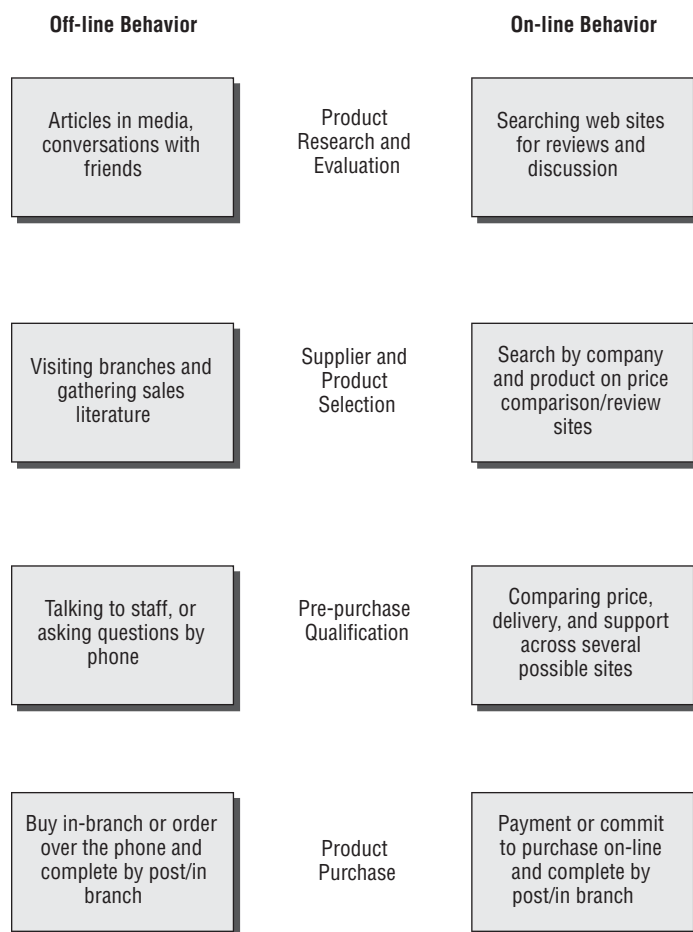 Off-line Behavior
On-line Behavior
Articles in media,
conversations with
friends
Product
Research and
Evaluation
Searching web sites
for reviews and
discussion
Visiting branches and
gathering sales
literature
Supplier and
Product
Selection
Search by company
and product on price
comparison/review
sites
Talking to staff, or
asking questions by
phone
Pre-purchase
Qualification
Comparing price,
delivery, and support
across several
possible sites
Buy in-branch or order
over the phone and
complete by post/in
branch
Product
Purchase
Payment or commit
to purchase on-line
and complete by
post/in branch